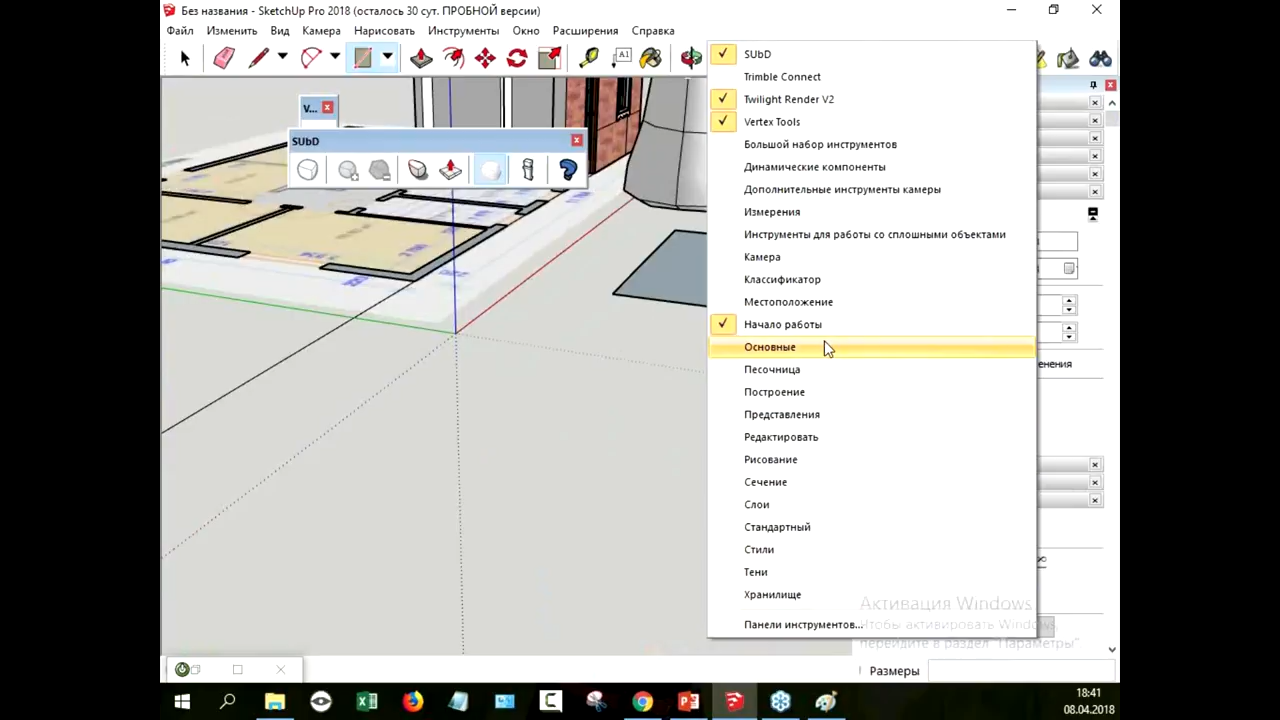 Без названия - SketchUp Pro 2018 (осталось 30 сут. ПРОБНОЙ версии)
Файл Изменить Вид Камера Нарисовать Инструменты Окно Расширения Справка
A1
V...
SUbD
SUbD
Trimble Connect
Twilight Render V2
Vertex Tools
Большой набор инструментов
Динамические компоненты
Дополнительные инструменты камеры
Измерения
Инструменты для работы со сплошными объектами
Камера
Классификатор
Местоположение
Начало работы
Основные
Песочница
Построение
Представления
Редактировать
Рисование
Сечение
Слои
Стандартный
Стили
Тени
Хранилище
Панели инструментов...
енения
Активация Windows
Чтобы активировать Windows,
перейдите в раздел "Параметры"
Размеры
18:41
08.04.2018